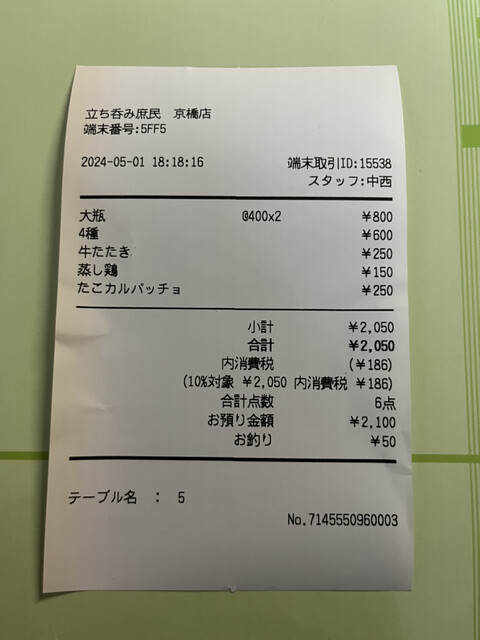 立ち呑み庶民 京橋店
端末番号:5FF5
2024-05-01 18:18:16 端末取引ID:15538
スタッフ:中西
大瓶 @400x2 ¥800
4種 ¥600
牛たたき ¥250
蒸し鶏 ¥150
たこカルパッチョ ¥250
小計 ¥2,050
合計 ¥2,050
内消費税 (¥186)
(10%対象 ¥2,050 内消費税 ¥186)
合計点数 6点
お預り金額 ¥2,100
お釣り ¥50
テーブル名 : 5
No.7145550960003